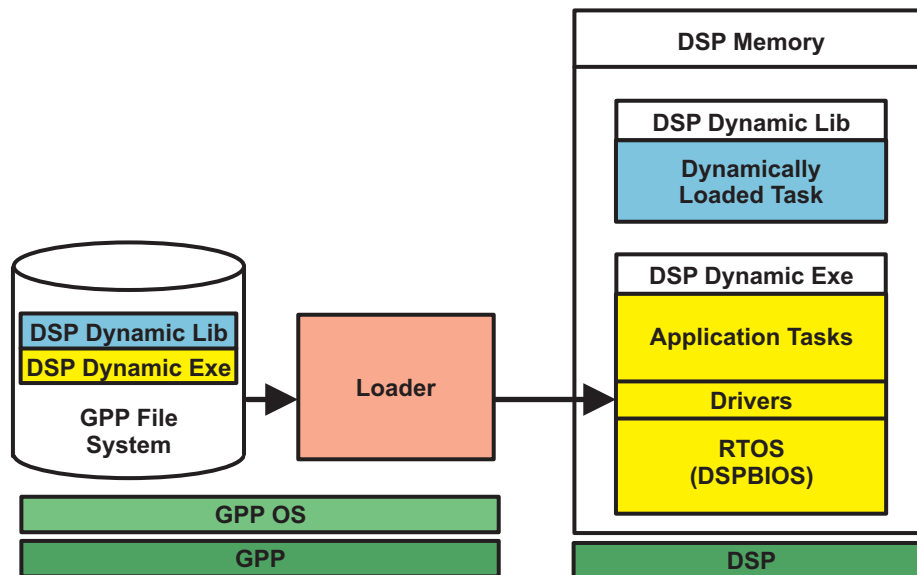 DSP Memory
DSP Dynamic Lib
Dynamically
Loaded Task
DSP Dynamic Exe
Application Tasks
Drivers
RTOS
(DSPBIOS)
DSP Dynamic Lib
DSP Dynamic Exe
GPP File
System
Loader
GPP OS
GPP
DSP